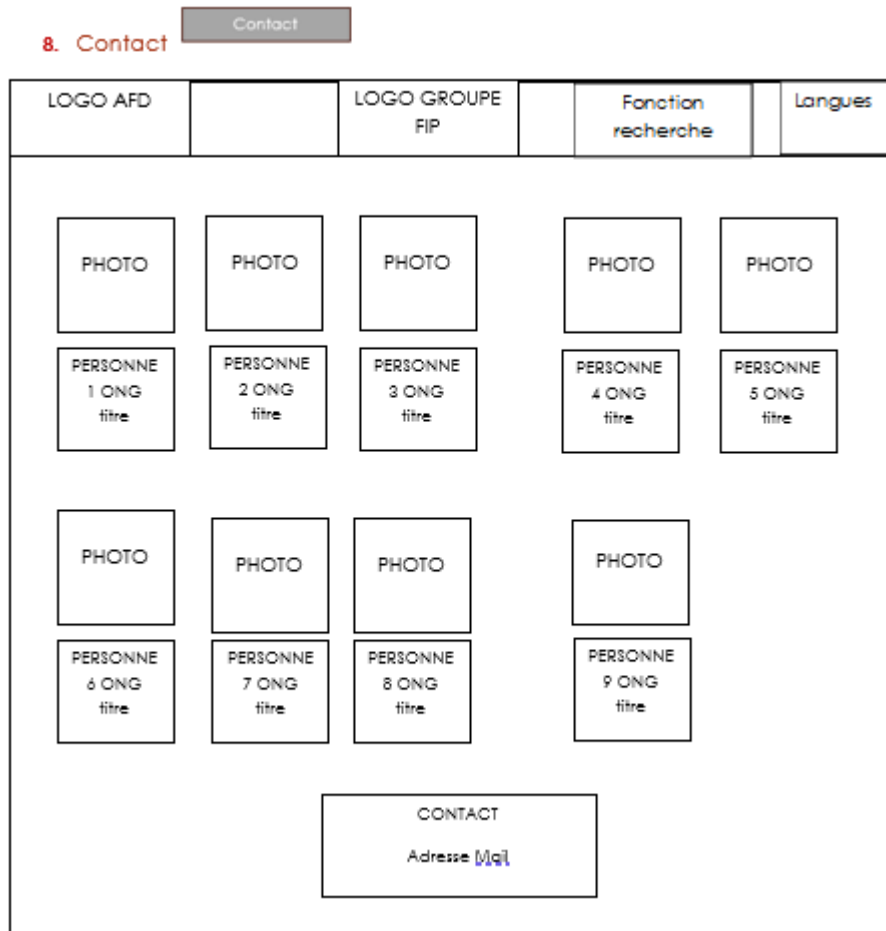 Contact
8. Contact
LOGO AFD
LOGO GROUPE
FIP
Fonction
recherche
Langues
PHOTO
PHOTO
PHOTO
PHOTO
PHOTO
PERSONNE
1 ONG
titre
PERSONNE
2 ONG
titre
PERSONNE
3 ONG
titre
PERSONNE
4 ONG
titre
PERSONNE
5 ONG
titre
PHOTO
PHOTO
PHOTO
PHOTO
PERSONNE
6 ONG
titre
PERSONNE
7 ONG
titre
PERSONNE
8 ONG
titre
PERSONNE
9 ONG
titre
CONTACT
Adresse Mail